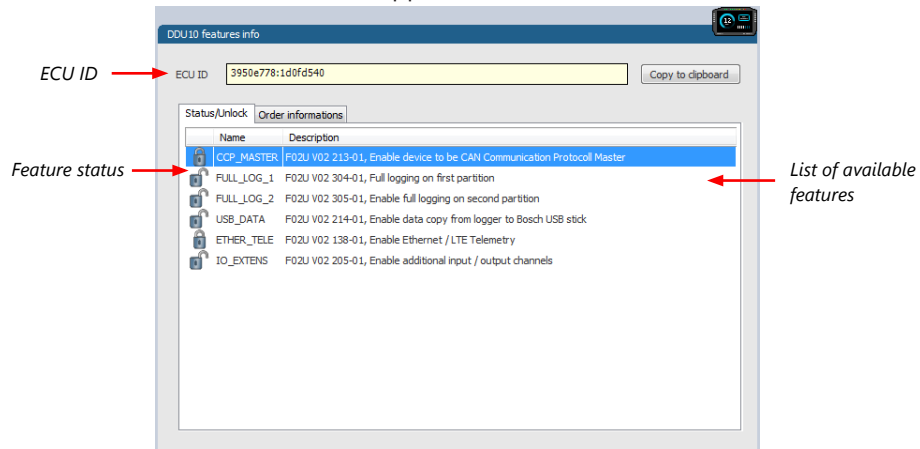 DDU10 features info
12
ECU ID
ECU ID
3950e778:1d0fd540
Copy to clipboard
Status/Unlock
Order informations
Name
Description
CCP_MASTER F02U V02 213-01, Enable device to be CAN Communication Protocoll Master
Feature status
FULL_LOG_1 F02U V02 304-01, Full logging on first partition
List of available
features
FULL_LOG_2 F02U V02 305-01, Enable full logging on second partition
USB_DATA F02U V02 214-01, Enable data copy from logger to Bosch USB stick
ETHER_TELE F02U V02 138-01, Enable Ethernet / LTE Telemetry
IO_EXTENS F02U V02 205-01, Enable additional input / output channels